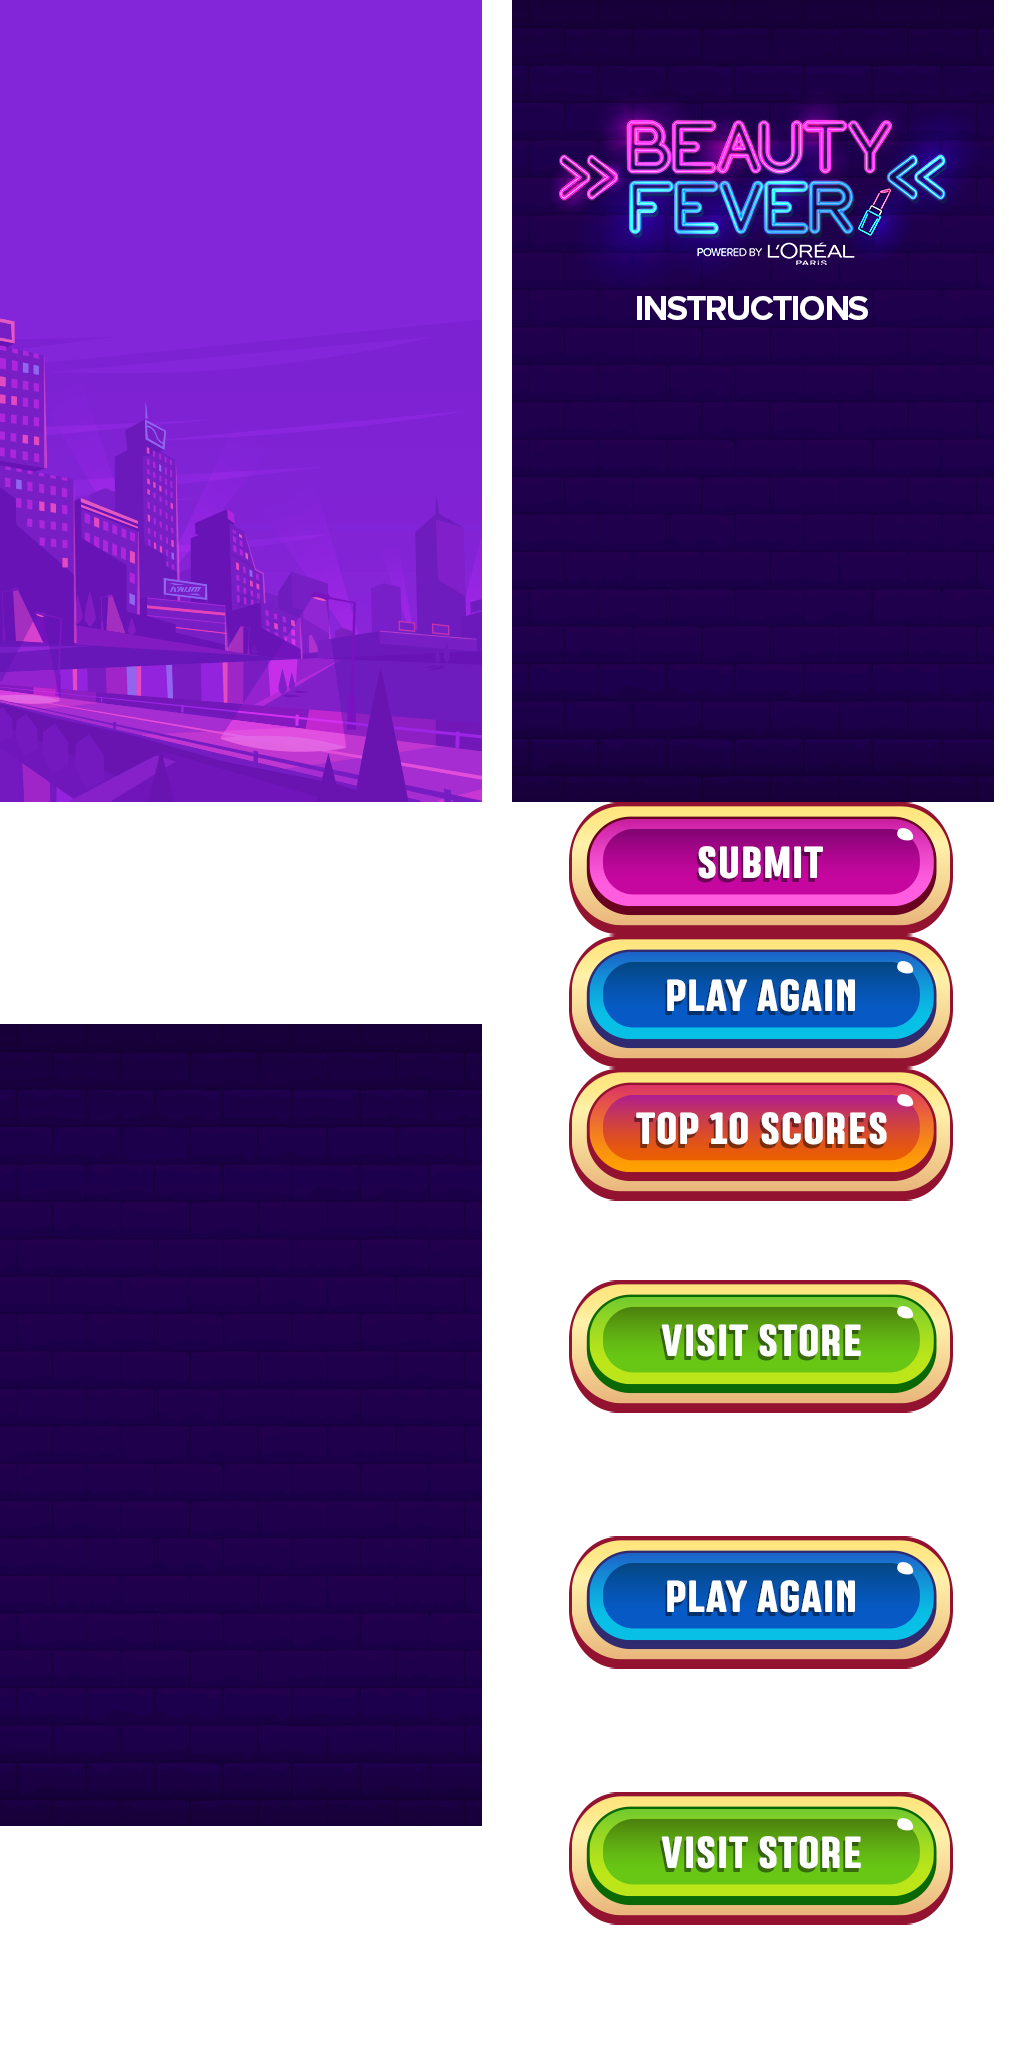 BEAUTY
FEVER
POWERED BY L'ORÉAL
PARIS
INSTRUCTIONS
SUBMIT
PLAY AGAIN
TOP 10 SCORES
VISIT STORE
PLAY AGAIN
VISIT STORE